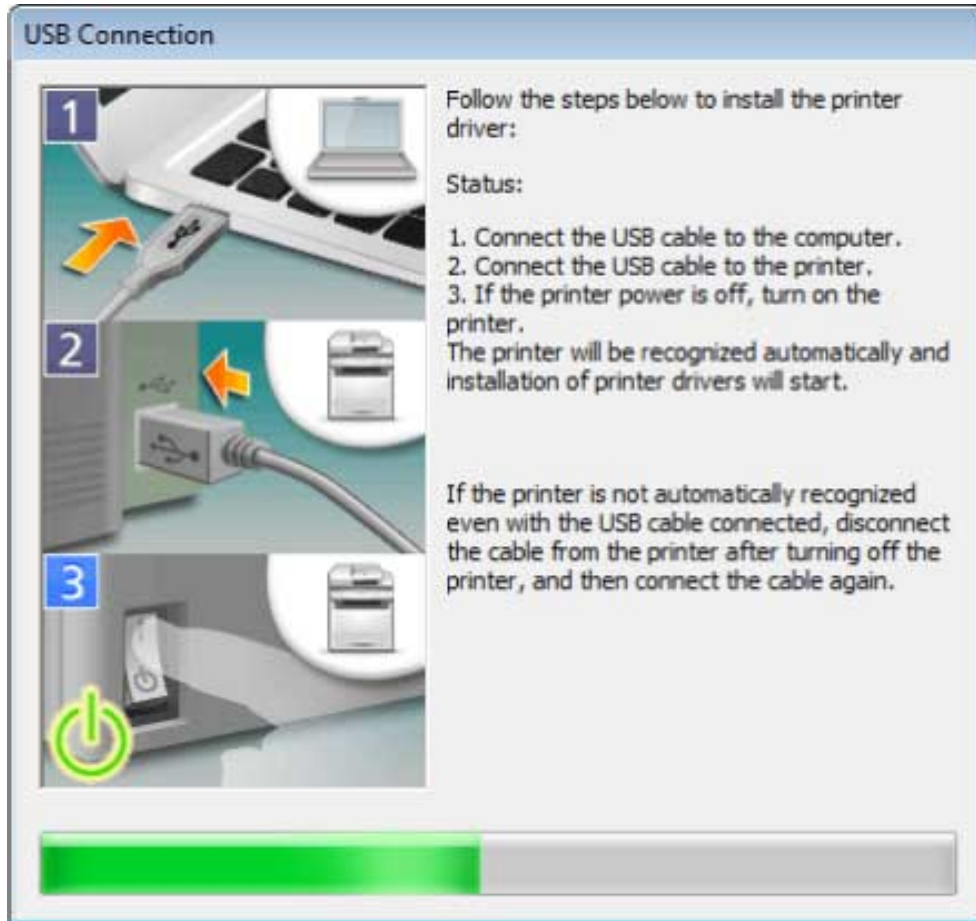 USB Connection
1
2
3
Follow the steps below to install the printer
driver:
Status:
1. Connect the USB cable to the computer.
2. Connect the USB cable to the printer.
3. If the printer power is off, turn on the
printer.
The printer will be recognized automatically and
installation of printer drivers will start.
If the printer is not automatically recognized
even with the USB cable connected, disconnect
the cable from the printer after turning off the
printer, and then connect the cable again.